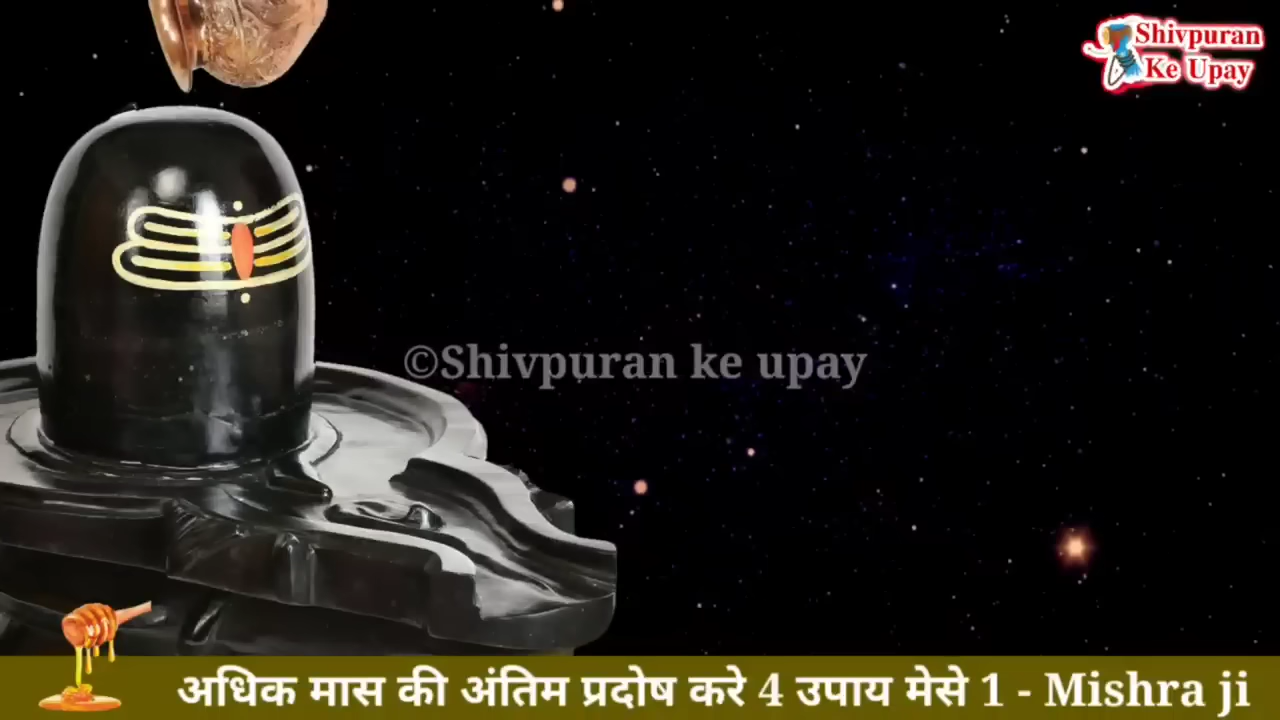 Shivpuran
Ke Upay
©Shivpuran ke upay
अधिक मास की अंतिम प्रदोष करे 4 उपाय मेसे 1 - Mishra ji